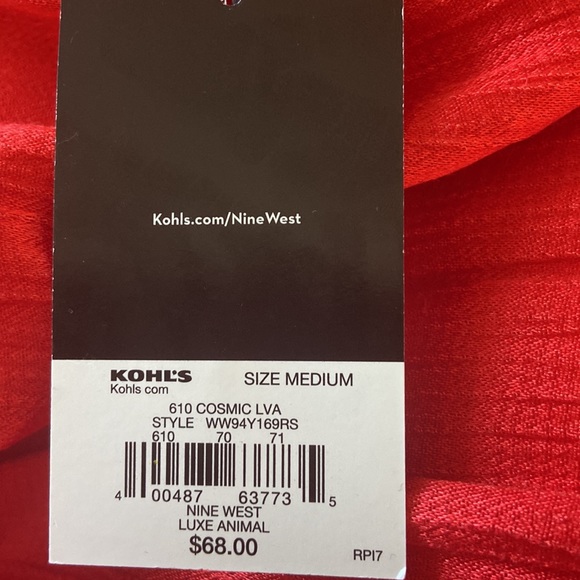 Kohls.com/NineWest
KOHL'S SIZE MEDIUM
Kohls com
610 COSMIC LVA
STYLE WW94Y169RS
610 70 71
4 00487 63773 5
NINE WEST
LUXE ANIMAL
$68.00
RPI7